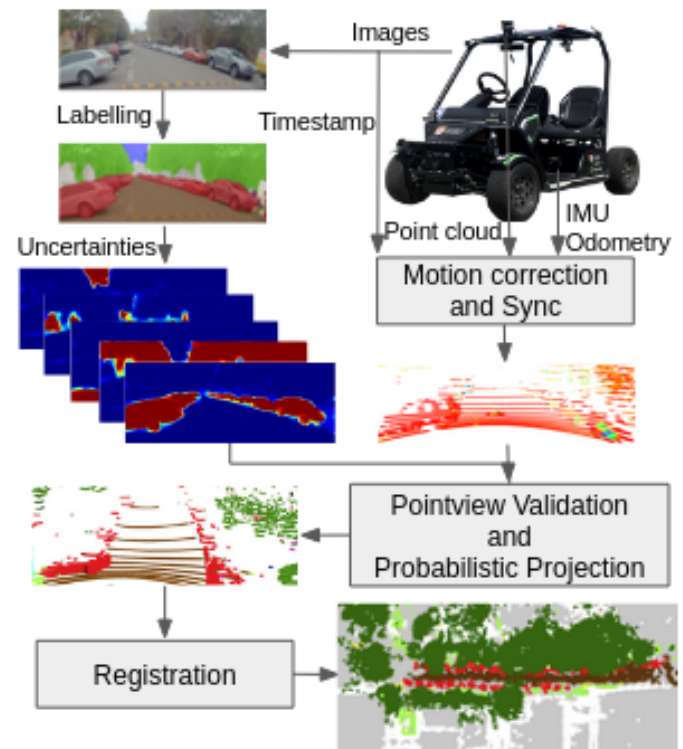 Images
Labelling
Timestamp
Point cloud
IMU
Odometry
Uncertainties
Motion correction
and Sync
Pointview Validation
and
Probabilistic Projection
Registration